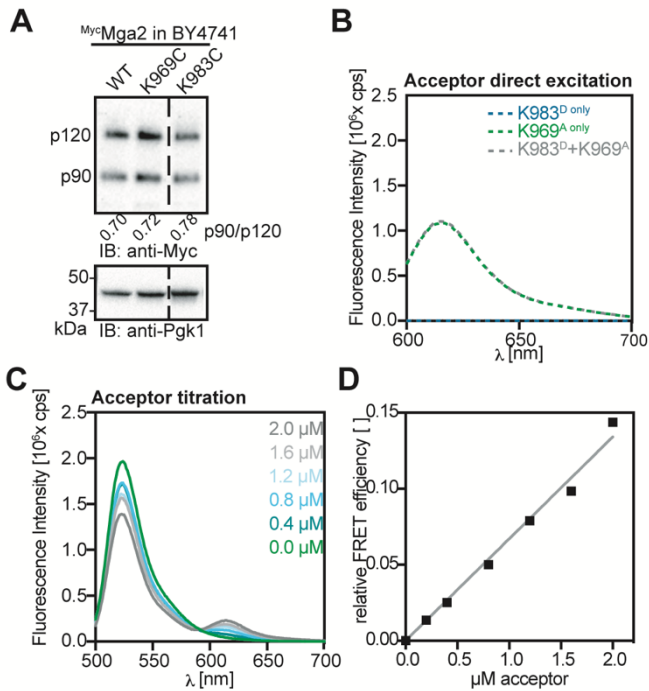 A
MycMga2 in BY4741
WT
K969C
K983C
p120
p90
0.70
0.72
0.78
p90/p120
IB: anti-Myc
50
37
kDa
IB: anti-Pgk1
B
Acceptor direct excitation
Fluorescence Intensity [10⁶x cps]
2.5
2.0
1.5
1.0
0.5
0.0
K983D only
K969A only
K983D+K969A
600
650
700
λ [nm]
C
Acceptor titration
Fluorescence Intensity [10⁶x cps]
2.5
2.0
1.5
1.0
0.5
0.0
2.0 µM
1.6 µM
1.2 µM
0.8 µM
0.4 µM
0.0 µM
500
550
600
650
700
λ [nm]
D
relative FRET efficiency [ ]
0.15
0.10
0.05
0.00
0.0
0.5
1.0
1.5
2.0
µM acceptor